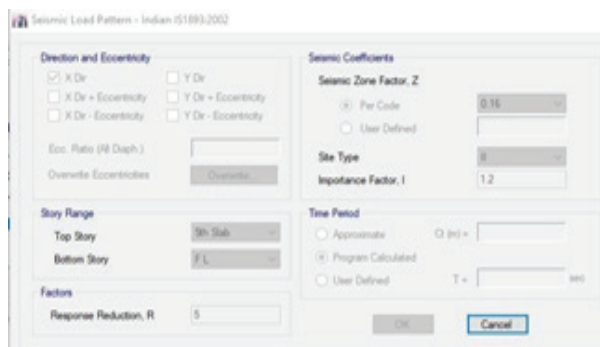 Seismic Load Pattern - Indian IS1893-2002
Direction and Eccentricity
X Dir
Y Dir
X Dir + Eccentricity
Y Dir + Eccentricity
X Dir - Eccentricity
Y Dir - Eccentricity
Ecc. Ratio (All Diaph.)
Overwrite Eccentricities
Overwrite...
Story Range
Top Story
5th Slab
Bottom Story
F L
Factors
Response Reduction, R
5
Seismic Coefficients
Seismic Zone Factor, Z
Per Code
0.16
User Defined
Site Type
II
Importance Factor, I
1.2
Time Period
Approximate
Ct (m) =
Program Calculated
User Defined
T =
sec
OK
Cancel